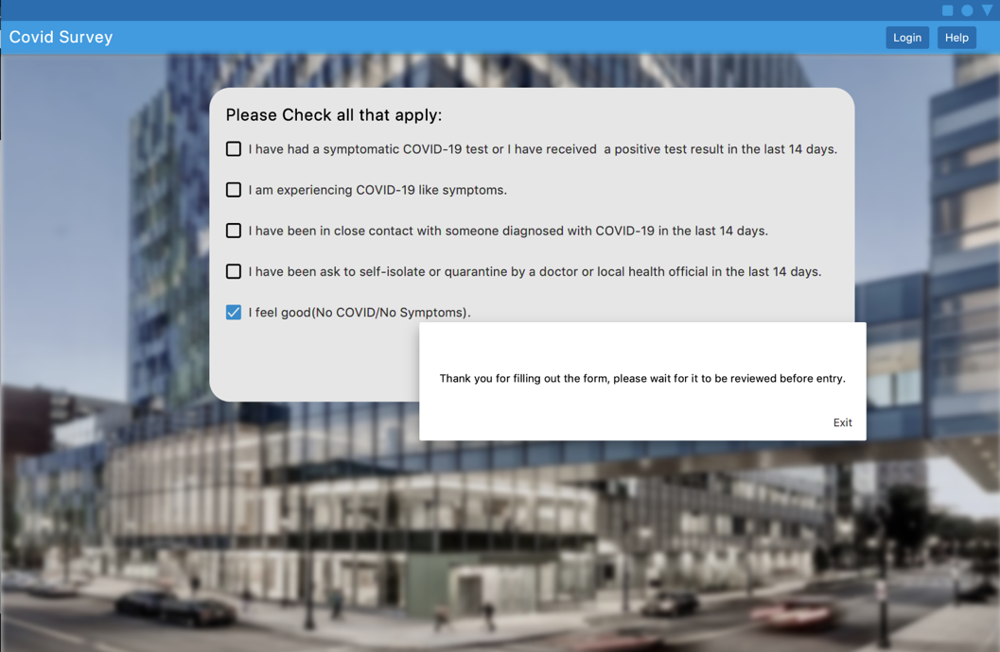 Covid Survey
Login
Help
Please Check all that apply:
I have had a symptomatic COVID-19 test or I have received  a positive test result in the last 14 days.
I am experiencing COVID-19 like symptoms.
I have been in close contact with someone diagnosed with COVID-19 in the last 14 days.
I have been ask to self-isolate or quarantine by a doctor or local health official in the last 14 days.
I feel good(No COVID/No Symptoms).
Thank you for filling out the form, please wait for it to be reviewed before entry.
Exit